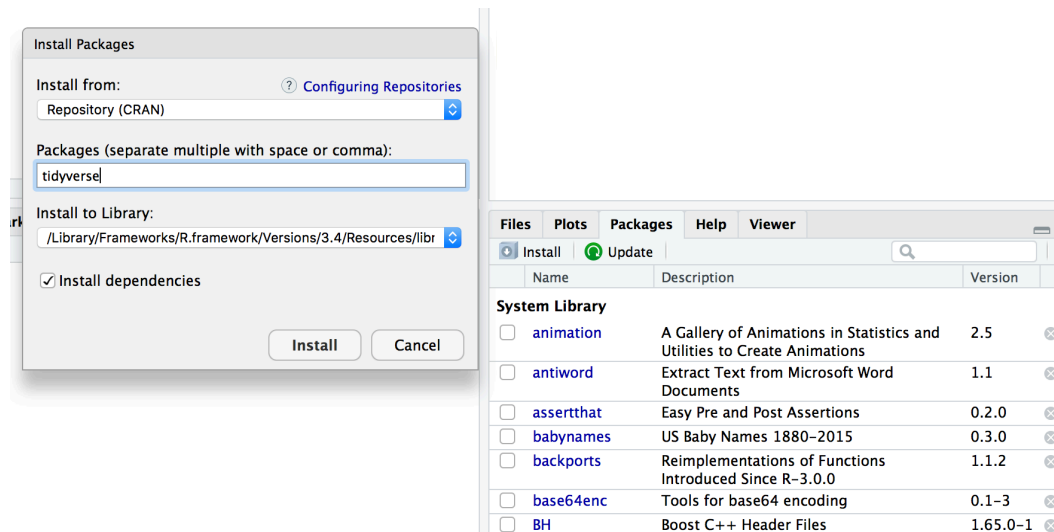 Install Packages
Install from:
? Configuring Repositories
Repository (CRAN)
Packages (separate multiple with space or comma):
tidyverse
Install to Library:
/Library/Frameworks/R.framework/Versions/3.4/Resources/libr
Install dependencies
Install Cancel
Files Plots Packages Help Viewer
Install Update
Name Description Version
System Library
animation A Gallery of Animations in Statistics and 2.5
Utilities to Create Animations
antiword Extract Text from Microsoft Word 1.1
Documents
assertthat Easy Pre and Post Assertions 0.2.0
babynames US Baby Names 1880-2015 0.3.0
backports Reimplementations of Functions 1.1.2
Introduced Since R-3.0.0
base64enc Tools for base64 encoding 0.1-3
BH Boost C++ Header Files 1.65.0-1